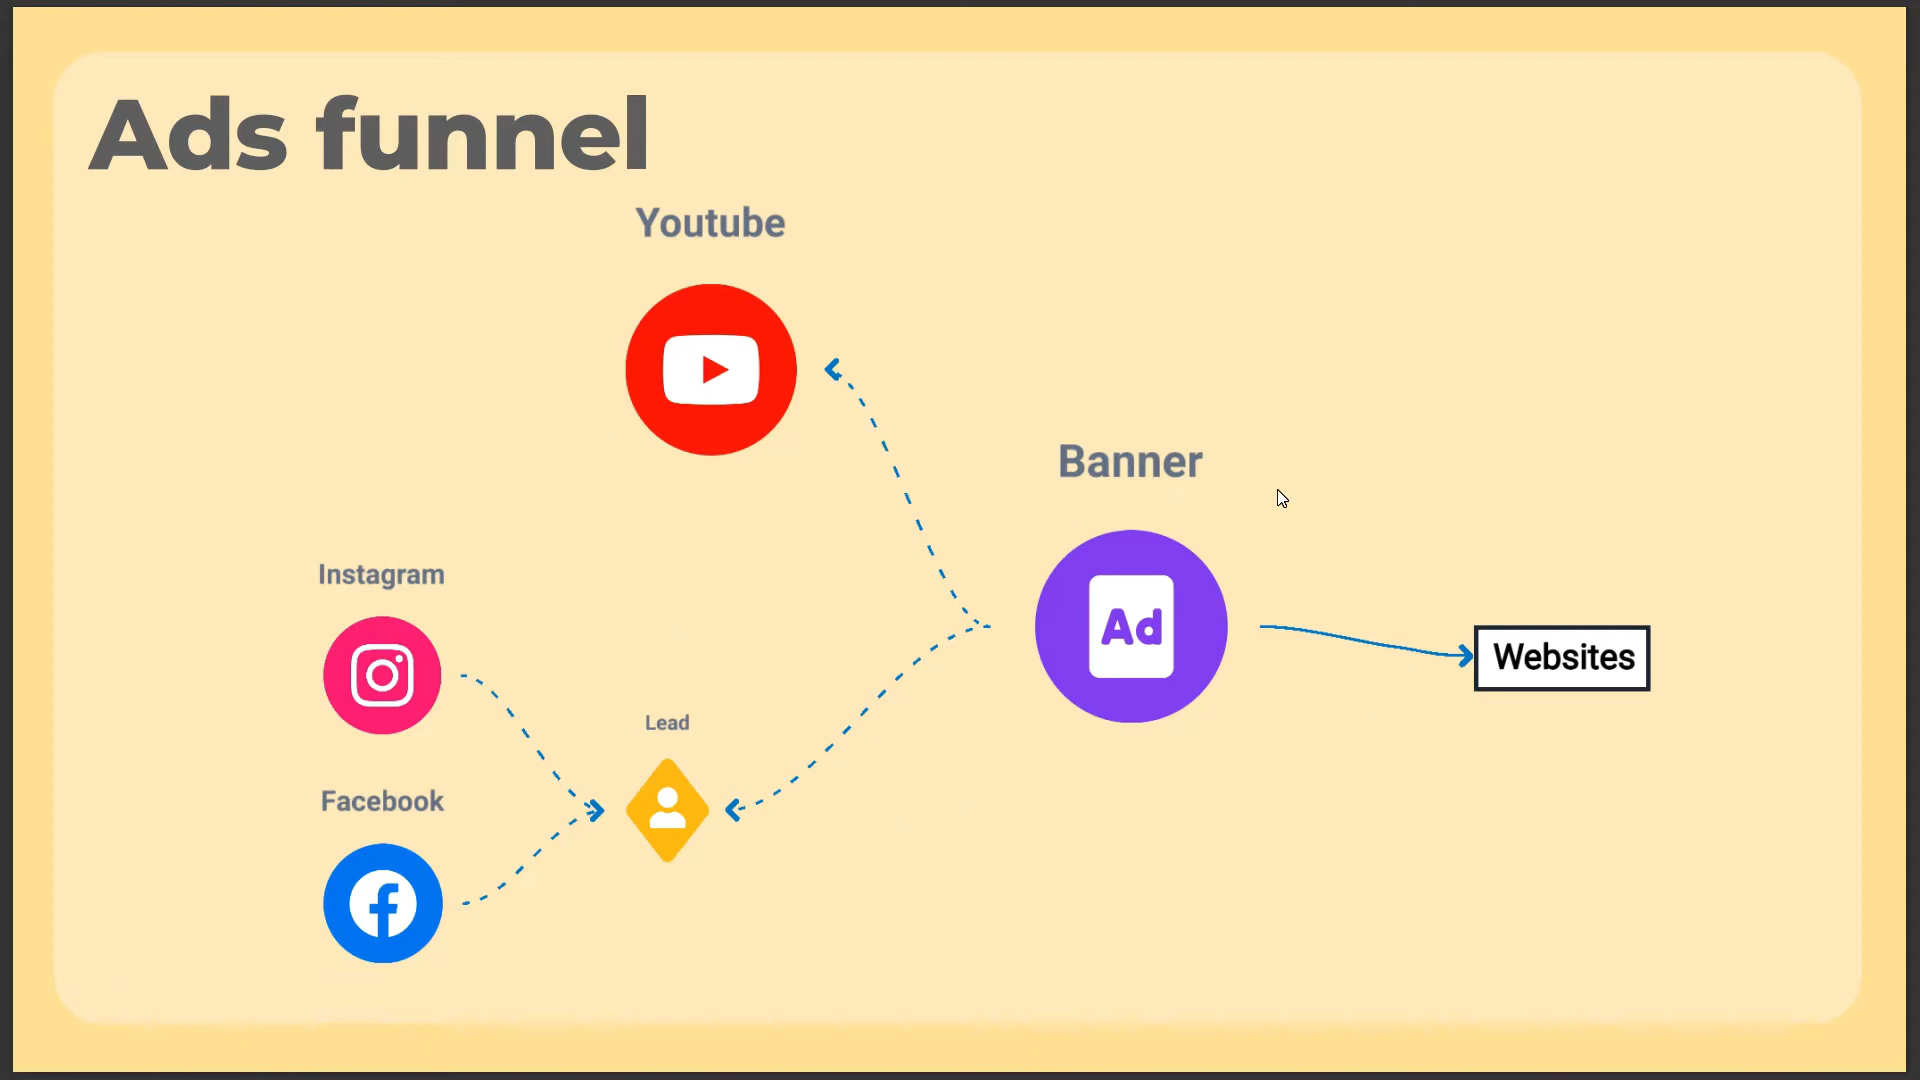 Ads funnel
Youtube
Banner
Ad
Instagram
Websites
Lead
Facebook